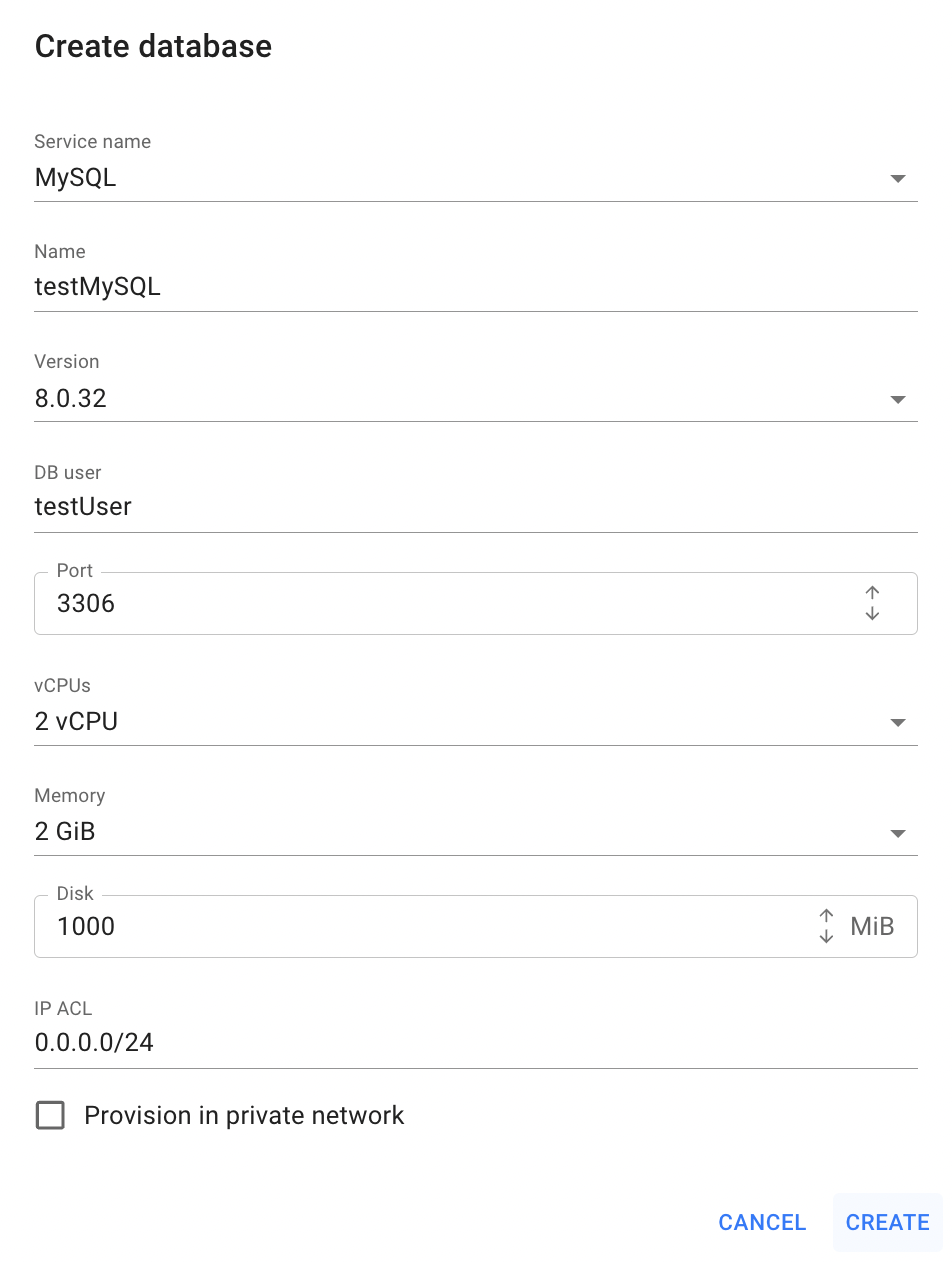 Create database
Service name
MySQL
Name
testMySQL
Version
8.0.32
DB user
testUser
Port
3306
vCPUs
2 vCPU
Memory
2 GiB
Disk
1000 MiB
IP ACL
0.0.0.0/24
Provision in private network
CANCEL CREATE